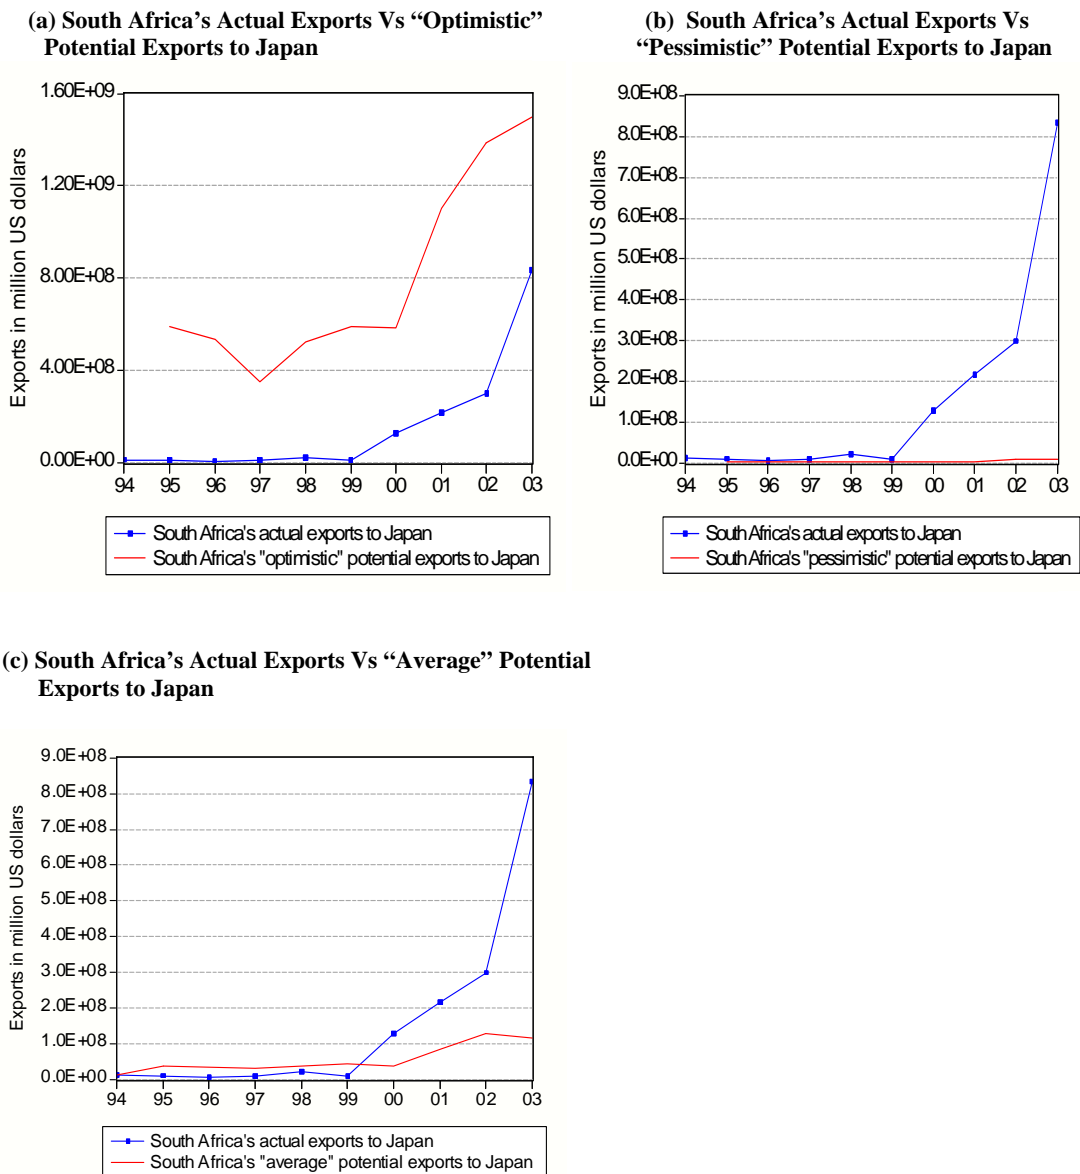 (a) South Africa’s Actual Exports Vs “Optimistic”
Potential Exports to Japan
Exports in million US dollars
1.60E+09
1.20E+09
8.00E+08
4.00E+08
0.00E+00
94 95 96 97 98 99 00 01 02 03
South Africa's actual exports to Japan
South Africa's "optimistic" potential exports to Japan
(b) South Africa’s Actual Exports Vs
“Pessimistic” Potential Exports to Japan
Exports in million US dollars
9.0E+08
8.0E+08
7.0E+08
6.0E+08
5.0E+08
4.0E+08
3.0E+08
2.0E+08
1.0E+08
0.0E+00
94 95 96 97 98 99 00 01 02 03
South Africa's actual exports to Japan
South Africa's "pessimistic" potential exports to Japan
(c) South Africa’s Actual Exports Vs “Average” Potential
Exports to Japan
Exports in million US dollars
9.0E+08
8.0E+08
7.0E+08
6.0E+08
5.0E+08
4.0E+08
3.0E+08
2.0E+08
1.0E+08
0.0E+00
94 95 96 97 98 99 00 01 02 03
South Africa's actual exports to Japan
South Africa's "average" potential exports to Japan